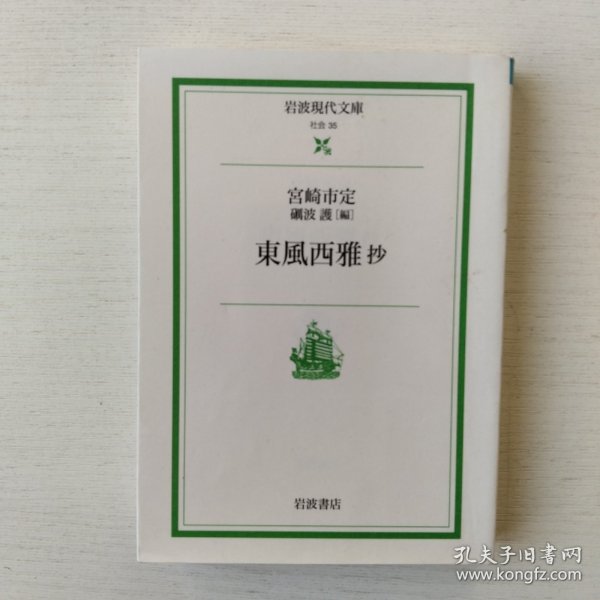 岩波現代文庫
社会 35
宮崎市定
礪波 護［編］
東風西雅 抄
岩波書店
孔夫子旧书网
www.kongfz.com